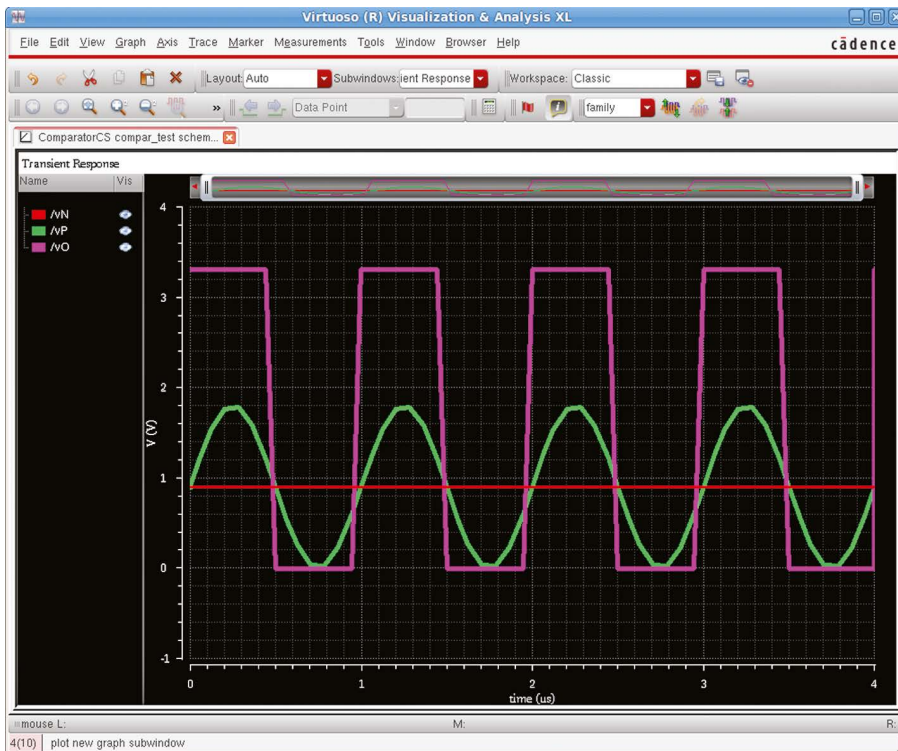 Virtuoso (R) Visualization & Analysis XL
File Edit View Graph Axis Trace Marker Measurements Tools Window Browser Help cādence
Layout: Auto Subwindows: ient Response Workspace: Classic
» Data Point family
ComparatorCS compar_test schem...
Transient Response
Name Vis
/vN
/vP
/vO
4
3
2
1
0
-1
V (V)
0 1 2 3 4
time (us)
mouse L: M: R:
4(10) plot new graph subwindow